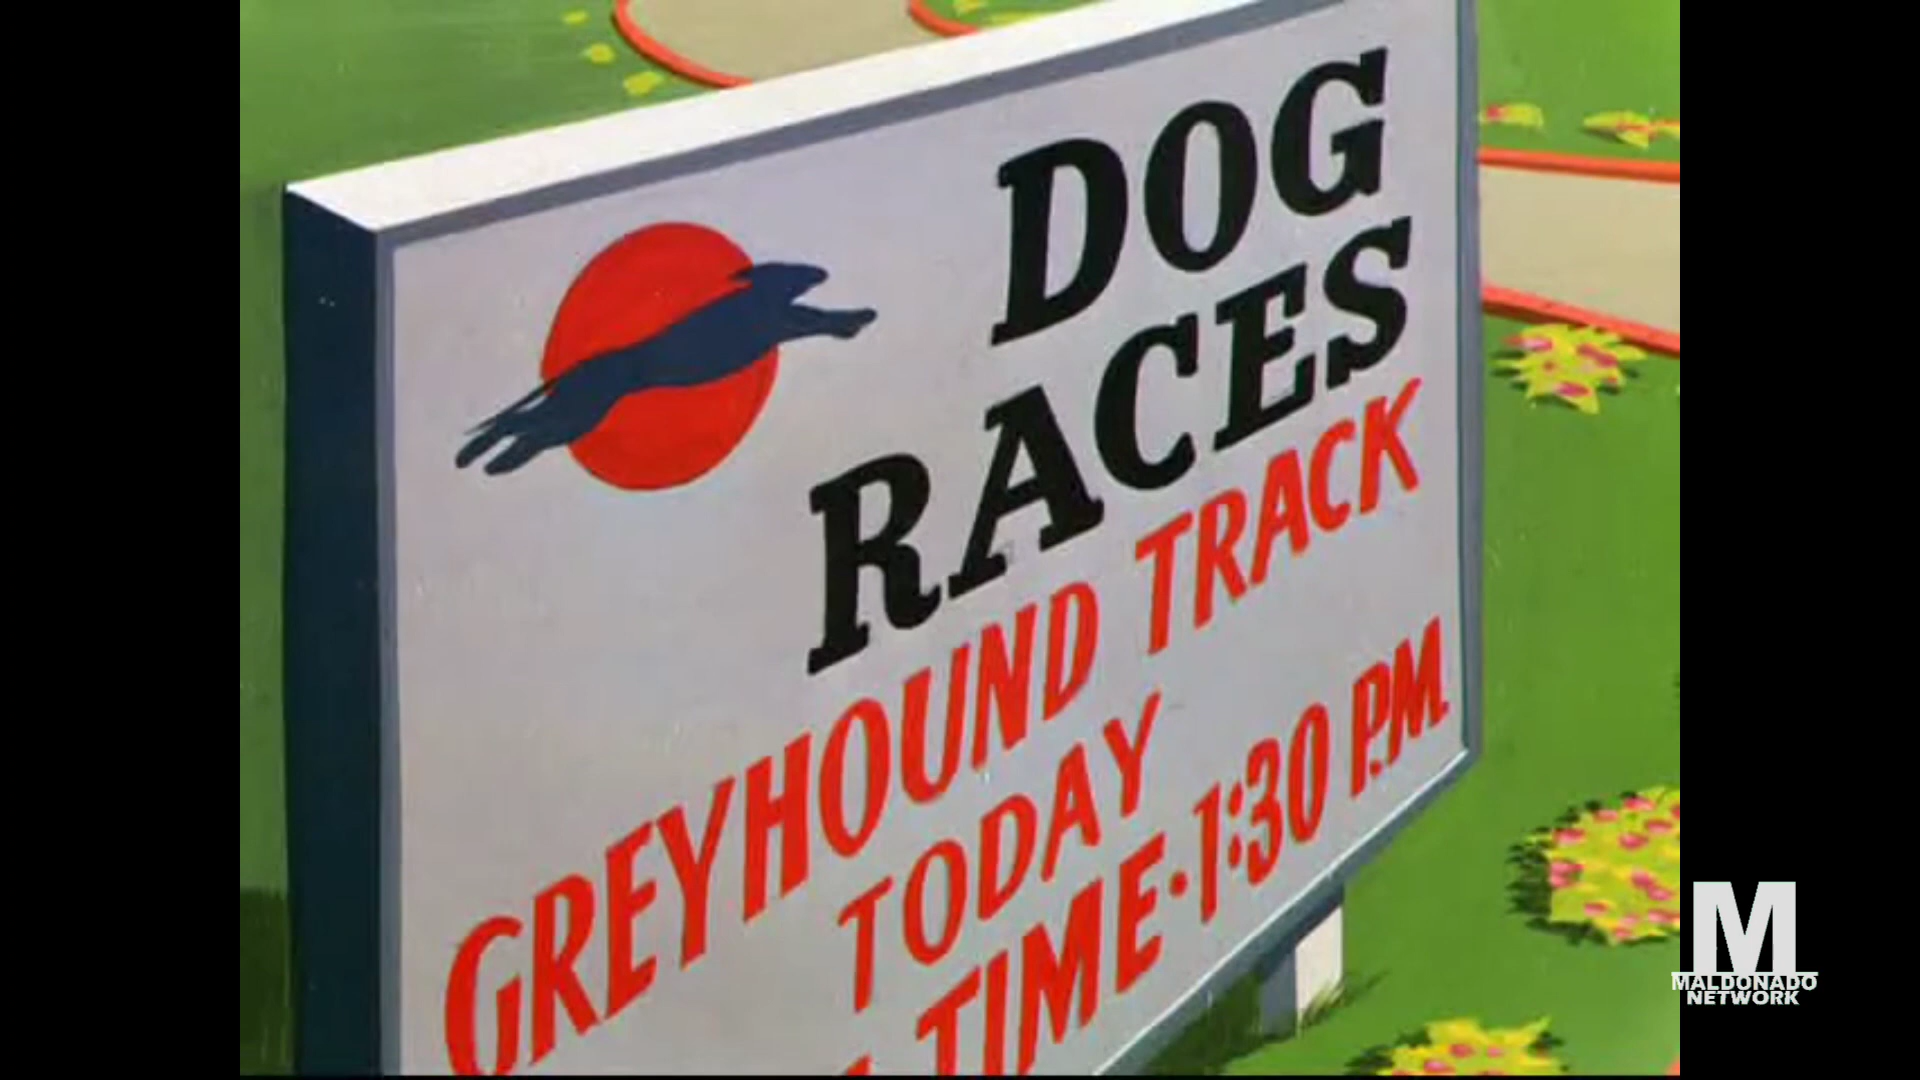 DOG
RACES
GREYHOUND TRACK
TODAY
TIME·1:30 P.M.
M
MALDONADO
NETWORK